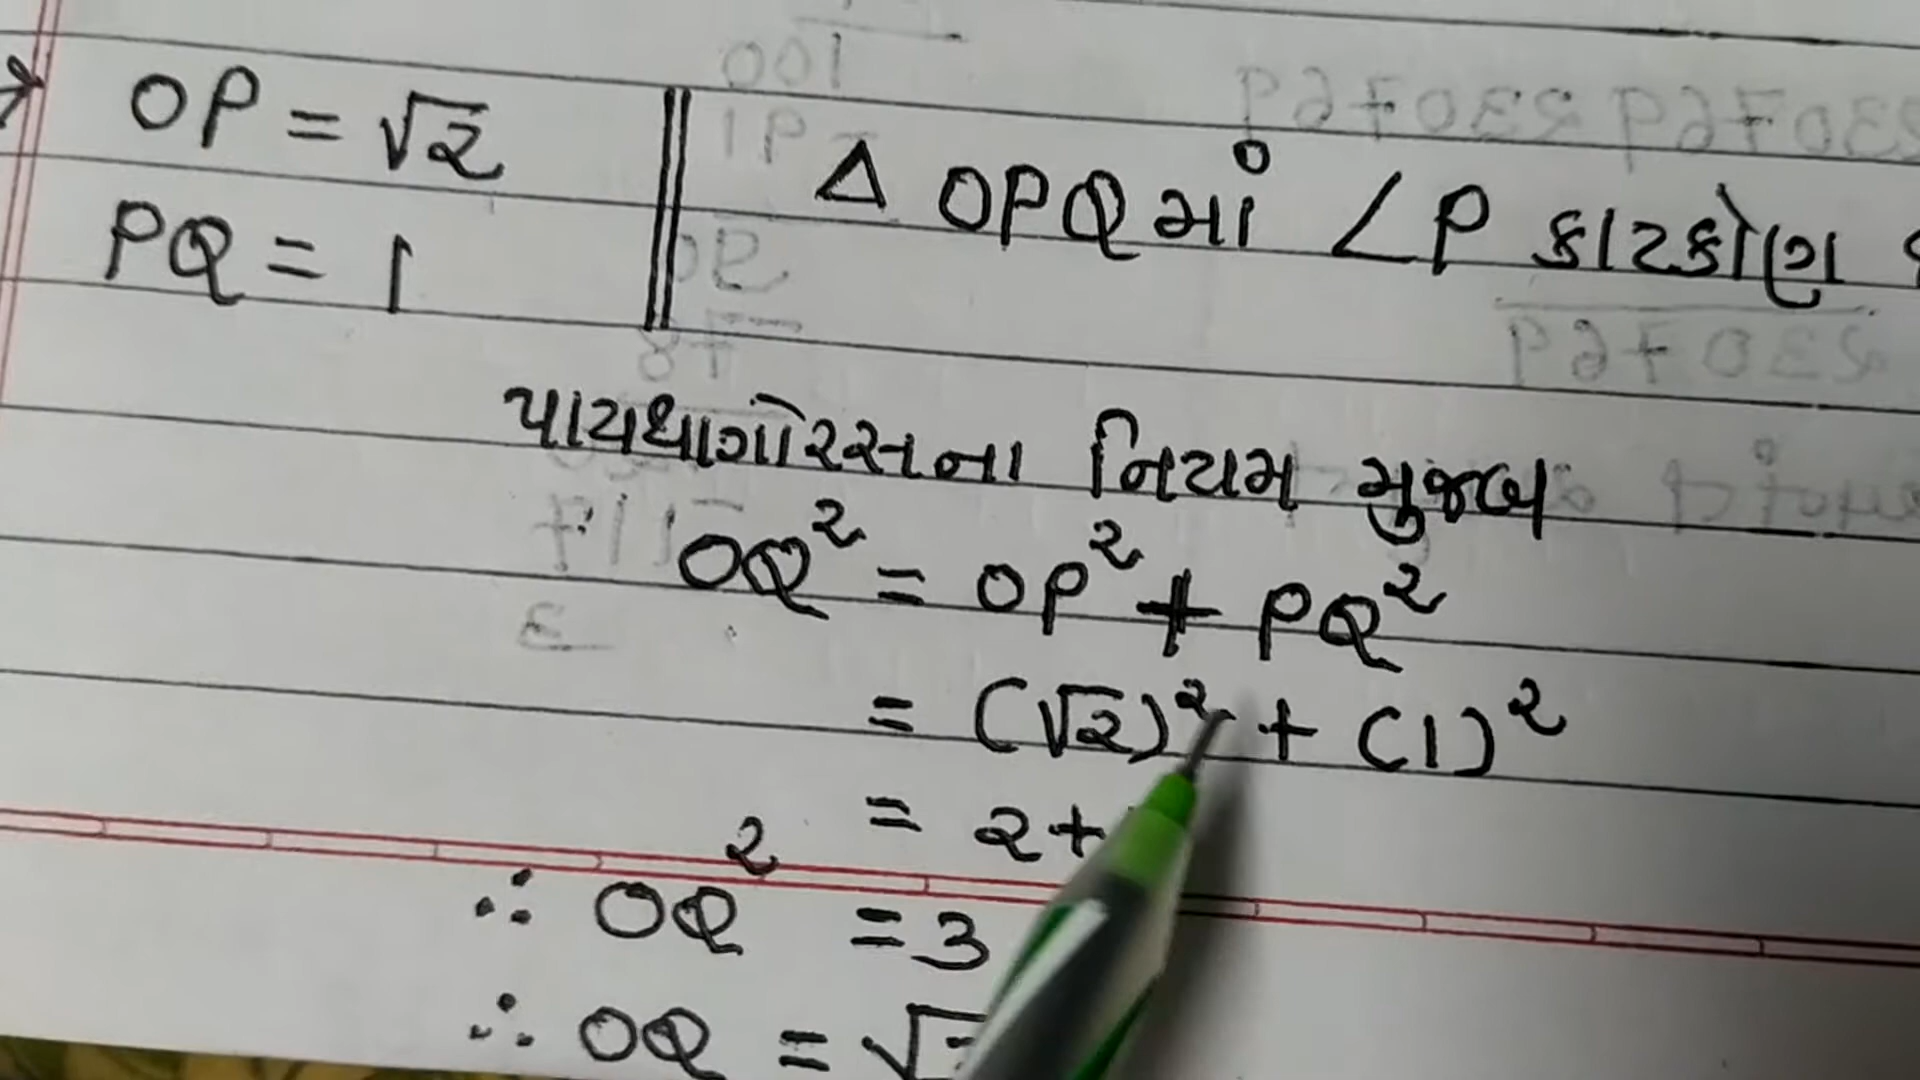 OP = √2
PQ = 1
△ OPQ માં ∠P કાટકોણ
પાયથાગોરસના નિયમ મુજબ
OQ² = OP² + PQ²
= (√2)² + (1)²
= 2 +
∴ OQ² = 3
∴ OQ = √